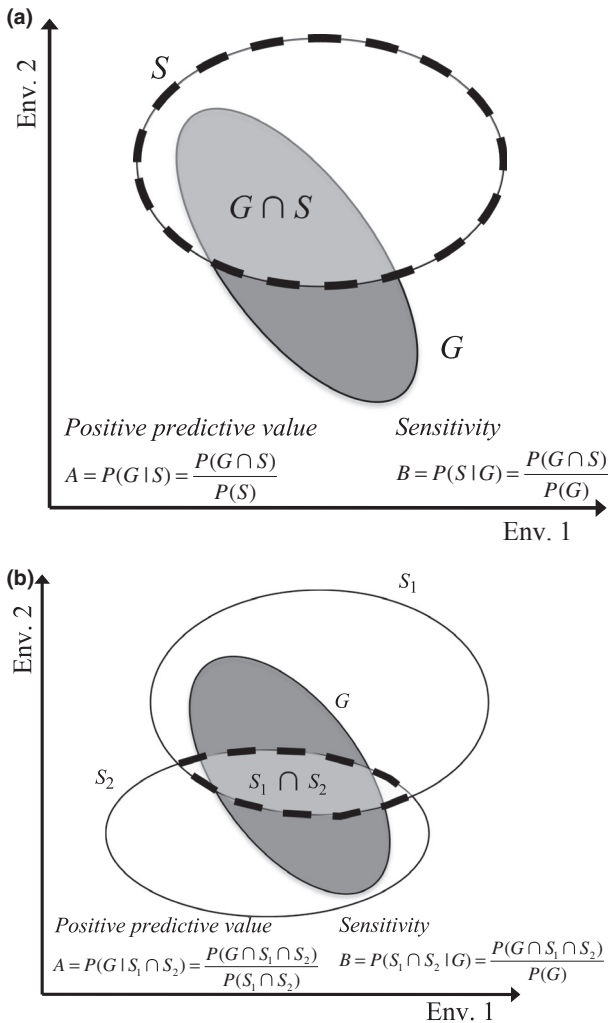 (a)
Env. 2
S
G ∩ S
G
Positive predictive value
A = P(G | S) = P(G ∩ S) / P(S)
Sensitivity
B = P(S | G) = P(G ∩ S) / P(G)
Env. 1
(b)
Env. 2
S₁
G
S₂
S₁ ∩ S₂
Positive predictive value
A = P(G | S₁ ∩ S₂) = P(G ∩ S₁ ∩ S₂) / P(S₁ ∩ S₂)
Sensitivity
B = P(S₁ ∩ S₂ | G) = P(G ∩ S₁ ∩ S₂) / P(G)
Env. 1